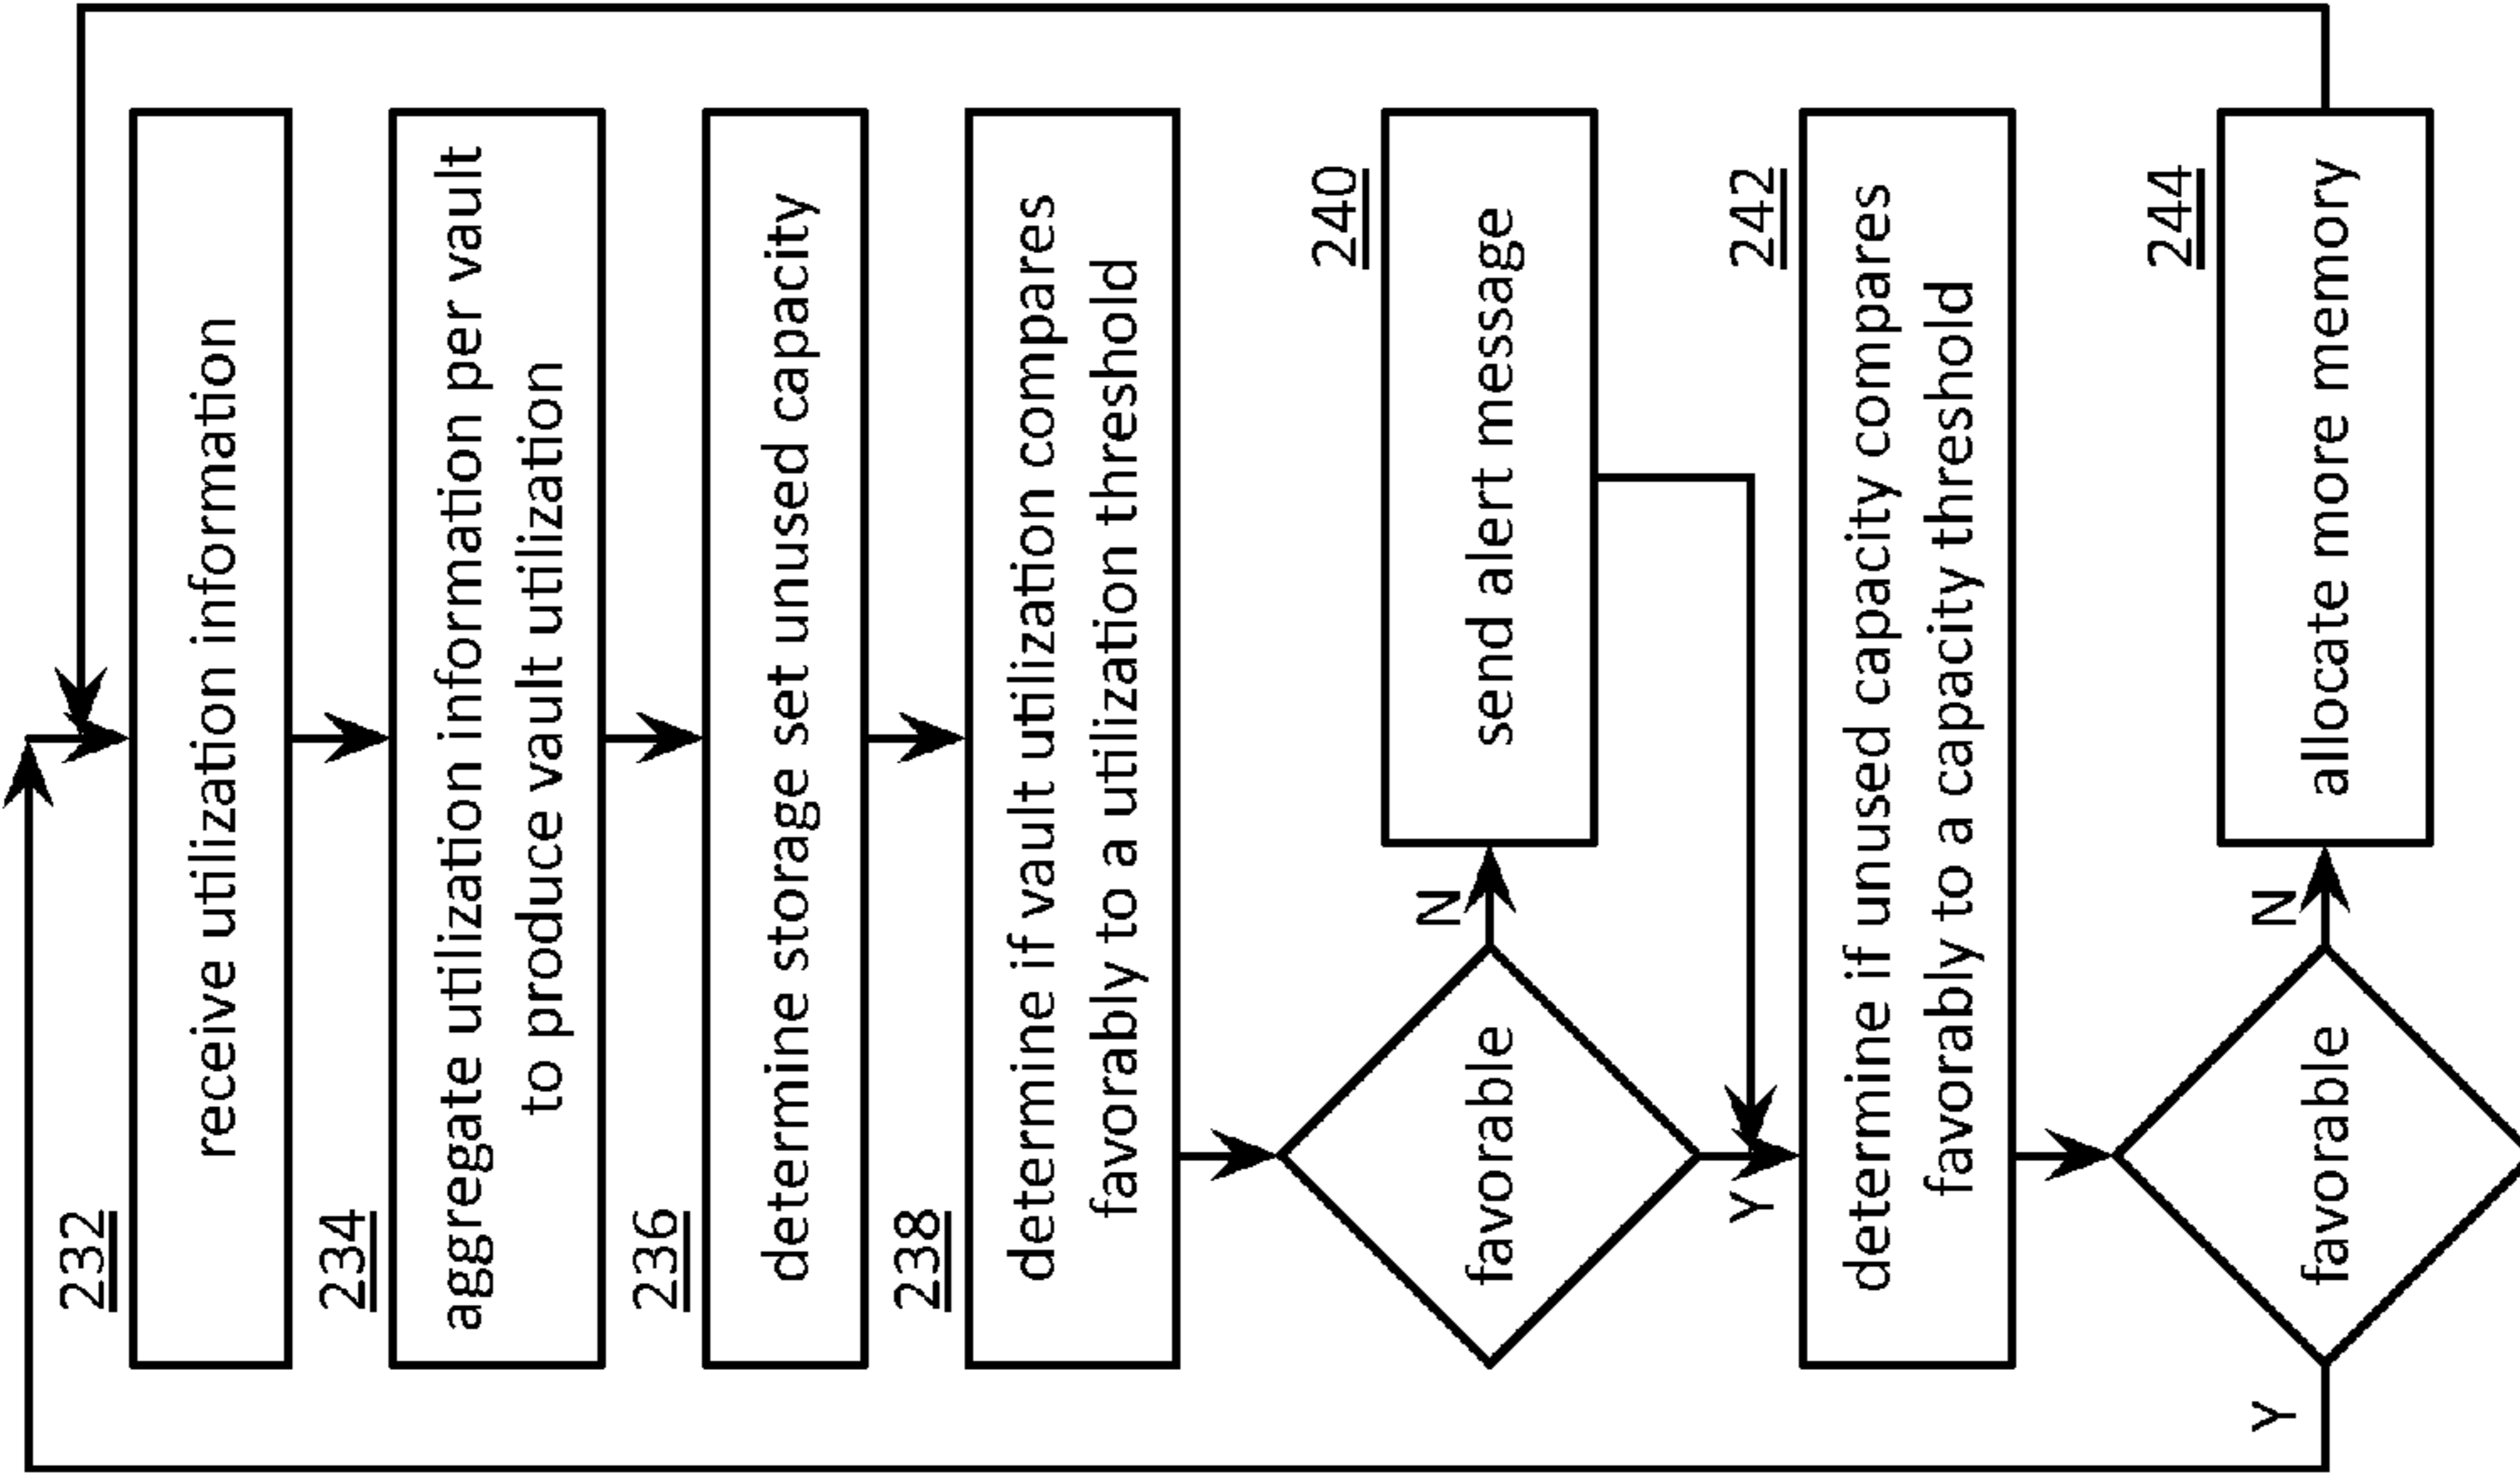 232
receive utilization information
234
aggregate utilization information per vault
to produce vault utilization
236
determine storage set unused capacity
238
determine if vault utilization compares
favorably to a utilization threshold
favorable
N
240
send alert message
Y
242
determine if unused capacity compares
favorably to a capacity threshold
Y
favorable
N
244
allocate more memory